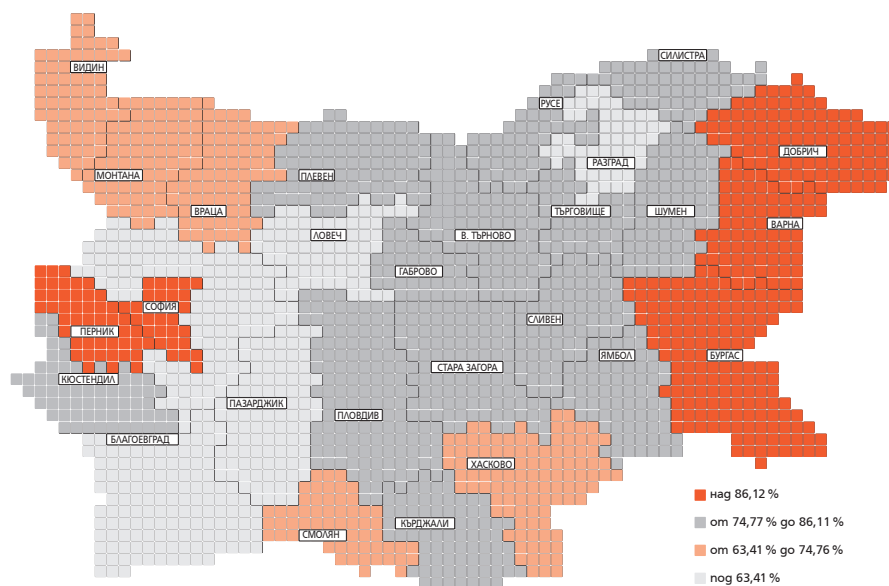 СИЛИСТРА
ВИДИН
РУСЕ
ДОБРИЧ
РАЗГРАД
МОНТАНА
ПЛЕВЕН
ВРАЦА
ТЪРГОВИЩЕ
ШУМЕН
ВАРНА
ЛОВЕЧ
В. ТЪРНОВО
ГАБРОВО
СОФИЯ
СЛИВЕН
ПЕРНИК
ЯМБОЛ
БУРГАС
СТАРА ЗАГОРА
КЮСТЕНДИЛ
ПАЗАРДЖИК
ПЛОВДИВ
БЛАГОЕВГРАД
ХАСКОВО
СМОЛЯН
КЪРДЖАЛИ
над 86,12 %
от 74,77 % до 86,11 %
от 63,41 % до 74,76 %
под 63,41 %